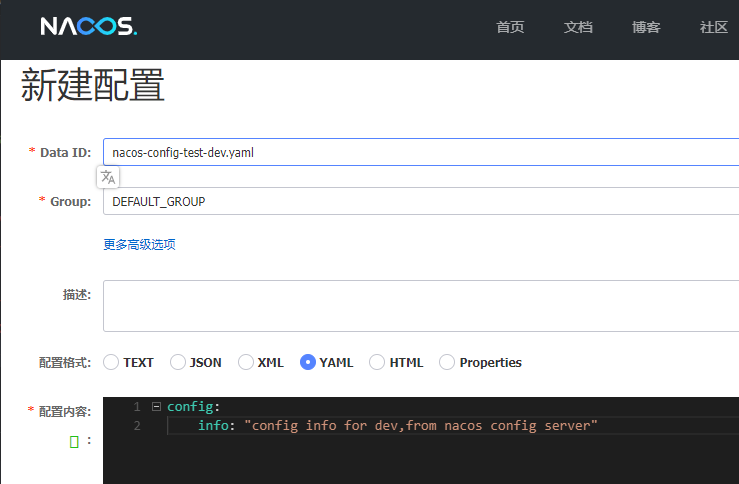 NACOS. 首页 文档 博客 社区
新建配置
* Data ID: nacos-config-test-dev.yaml
* Group: DEFAULT_GROUP
更多高级选项
描述:
配置格式: TEXT JSON XML YAML HTML Properties
* 配置内容: 1 config:
: 2 info: "config info for dev,from nacos config server"